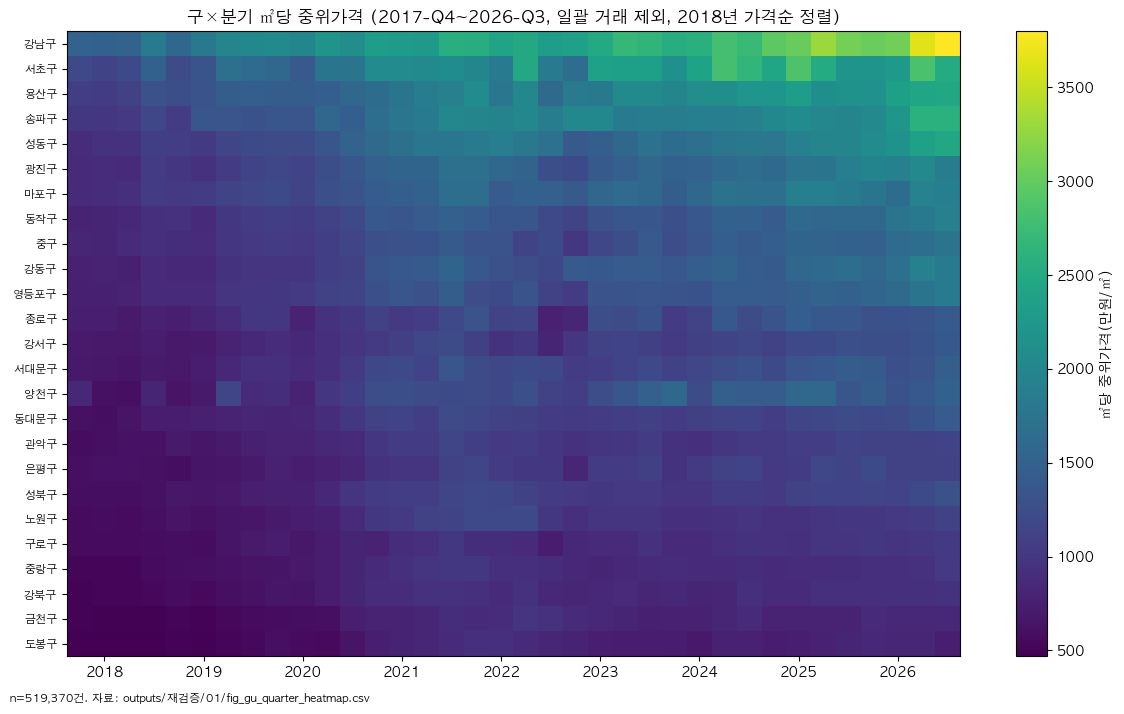 구×분기 ㎡당 중위가격 (2017-Q4~2026-Q3, 일괄 거래 제외, 2018년 가격순 정렬)
강남구
서초구
용산구
송파구
성동구
광진구
마포구
동작구
중구
강동구
영등포구
종로구
강서구
서대문구
양천구
동대문구
관악구
은평구
성북구
노원구
구로구
중랑구
강북구
금천구
도봉구
2018 2019 2020 2021 2022 2023 2024 2025 2026
3500
3000
2500
2000
1500
1000
500
㎡당 중위가격(만원/㎡)
n=519,370건. 자료: outputs/재검증/01/fig_gu_quarter_heatmap.csv